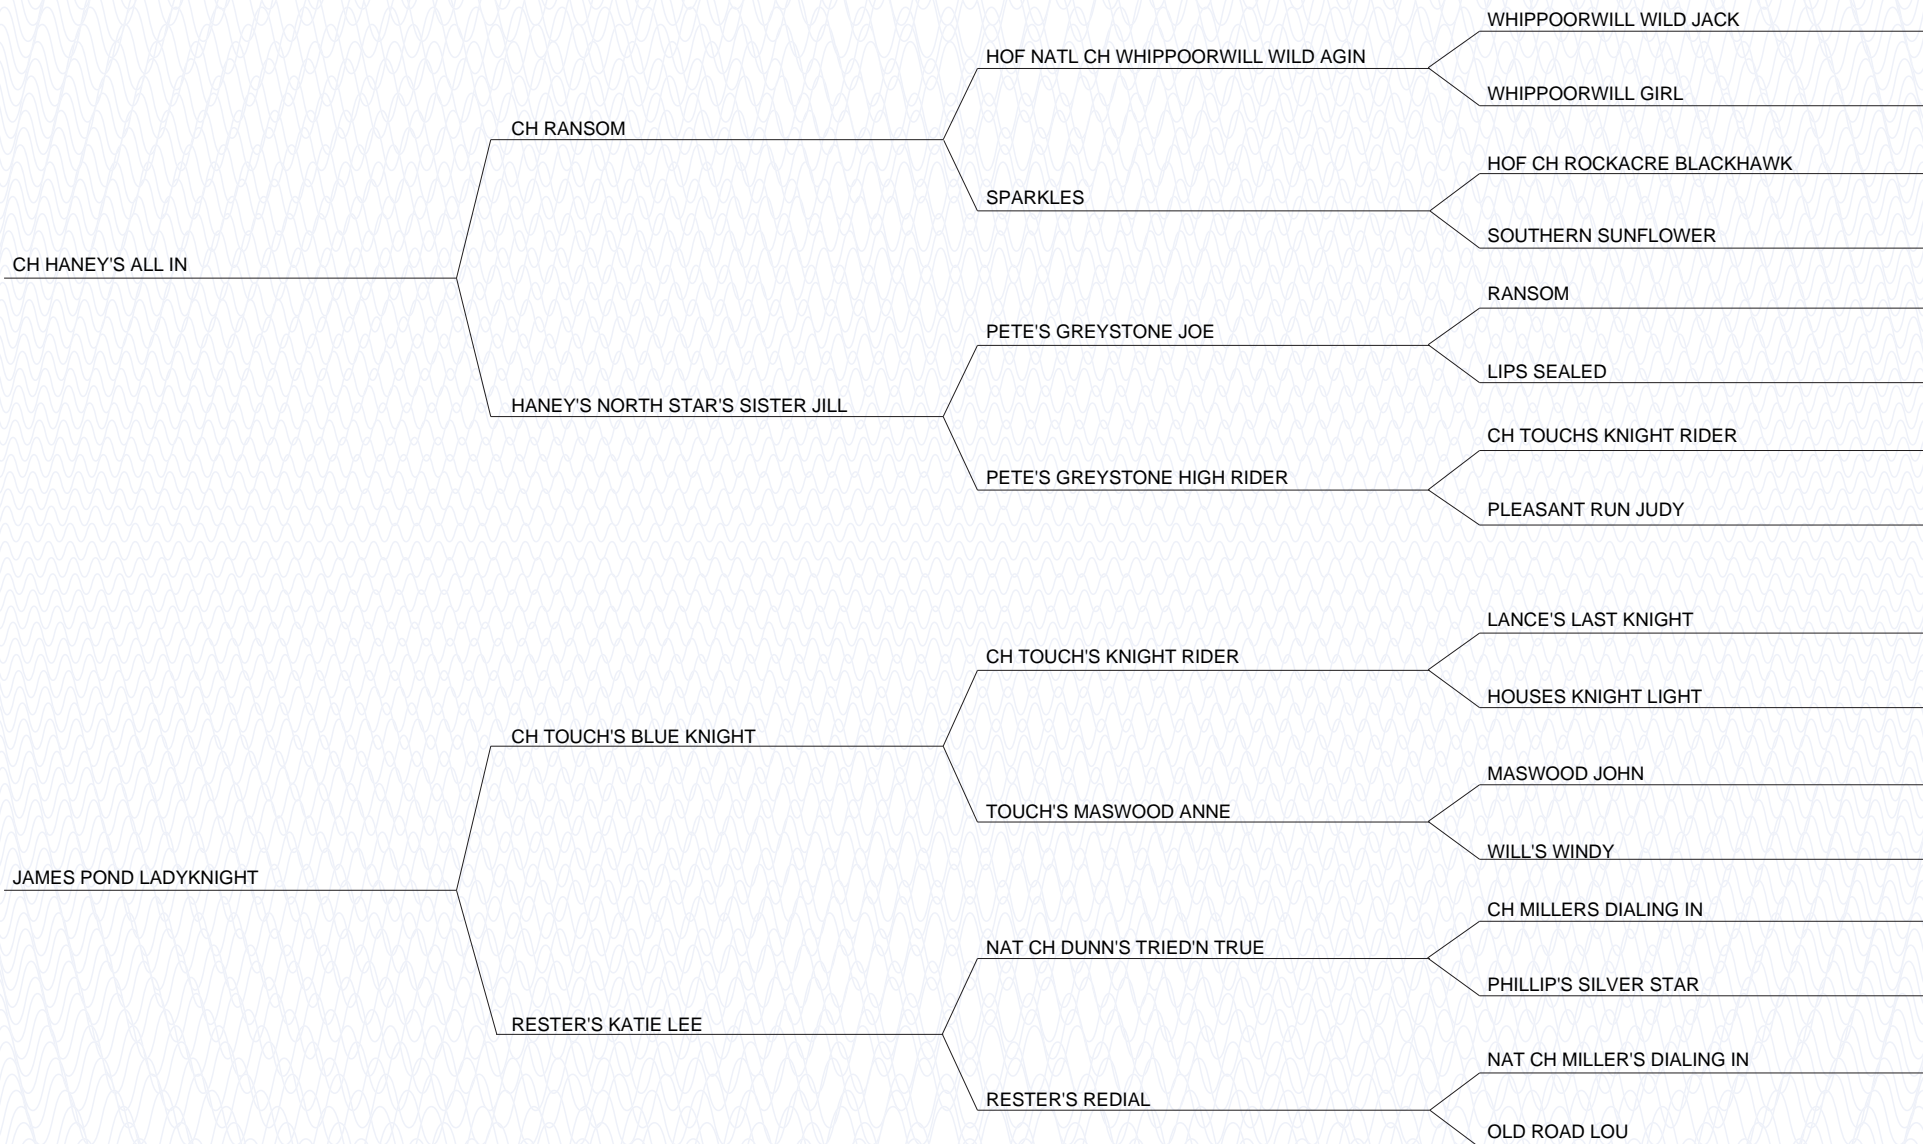 WHIPPOORWILL WILD JACK
HOF NATL CH WHIPPOORWILL WILD AGIN
WHIPPOORWILL GIRL
CH RANSOM
HOF CH ROCKACRE BLACKHAWK
SPARKLES
SOUTHERN SUNFLOWER
CH HANEY'S ALL IN
RANSOM
PETE'S GREYSTONE JOE
LIPS SEALED
HANEY'S NORTH STAR'S SISTER JILL
CH TOUCHS KNIGHT RIDER
PETE'S GREYSTONE HIGH RIDER
PLEASANT RUN JUDY
LANCE'S LAST KNIGHT
CH TOUCH'S KNIGHT RIDER
HOUSES KNIGHT LIGHT
CH TOUCH'S BLUE KNIGHT
MASWOOD JOHN
TOUCH'S MASWOOD ANNE
WILL'S WINDY
JAMES POND LADYKNIGHT
CH MILLERS DIALING IN
NAT CH DUNN'S TRIED'N TRUE
PHILLIP'S SILVER STAR
RESTER'S KATIE LEE
NAT CH MILLER'S DIALING IN
RESTER'S REDIAL
OLD ROAD LOU